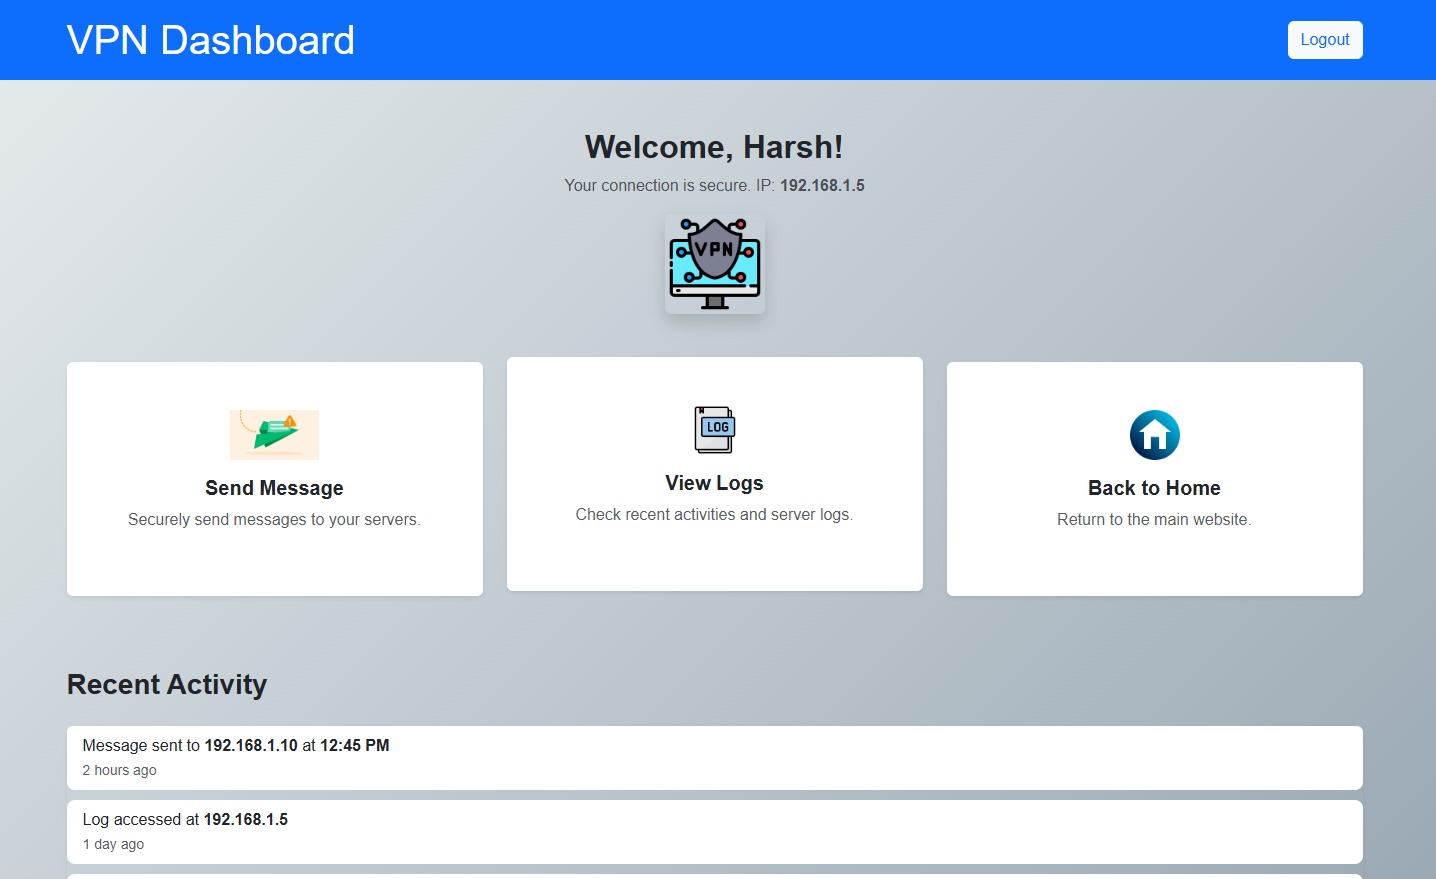 VPN Dashboard
Logout
Welcome, Harsh!
Your connection is secure. IP: 192.168.1.5
VPN
LOG
Send Message
View Logs
Back to Home
Securely send messages to your servers.
Check recent activities and server logs.
Return to the main website.
Recent Activity
Message sent to 192.168.1.10 at 12:45 PM
2 hours ago
Log accessed at 192.168.1.5
1 day ago